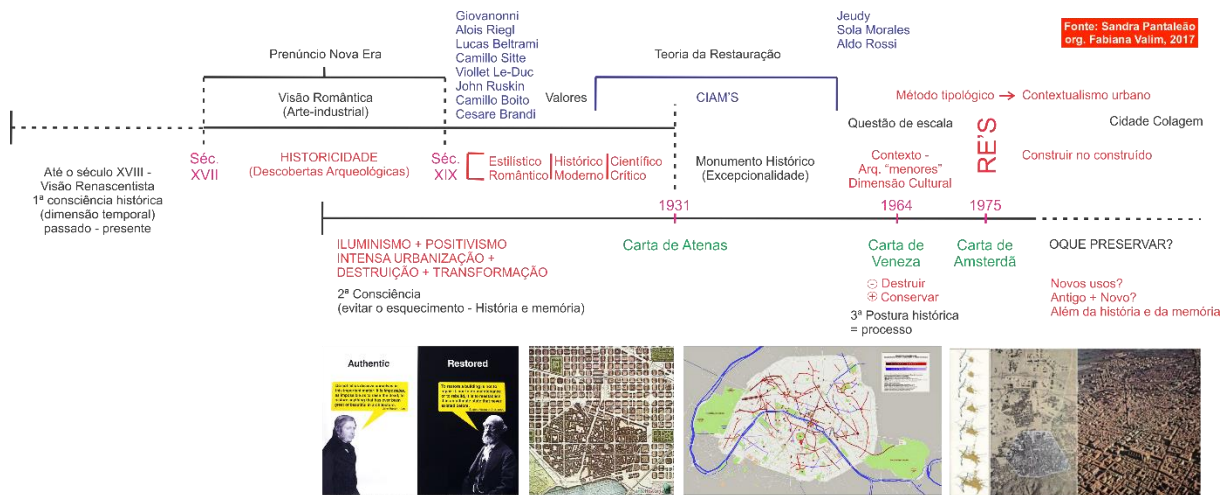 Giovanonni
Alois Riegl
Lucas Beltrami
Camillo Sitte
Viollet Le-Duc
John Ruskin
Camillo Boito
Cesare Brandi
Jeudy
Sola Morales
Aldo Rossi
Fonte: Sandra Pantaleão
org. Fabiana Valim, 2017
Prenúncio Nova Era
Teoria da Restauração
Visão Romântica
(Arte-industrial)
Valores
CIAM'S
Método tipológico → Contextualismo urbano
Questão de escala
Cidade Colagem
Até o século XVIII -
Visão Renascentista
1ª consciência histórica
(dimensão temporal)
passado - presente
Séc.
XVII
HISTORICIDADE
(Descobertas Arqueológicas)
Séc.
XIX
Estilístico
Romântico
Histórico
Moderno
Científico
Crítico
Monumento Histórico
(Excepcionalidade)
Contexto -
Arq. "menores"
Dimensão Cultural
RE'S
Construir no construído
1931
1964
1975
ILUMINISMO + POSITIVISMO
INTENSA URBANIZAÇÃO +
DESTRUIÇÃO + TRANSFORMAÇÃO
2ª Consciência
(evitar o esquecimento - História e memória)
Carta de Atenas
Carta de
Veneza
⊖ Destruir
⊕ Conservar
3ª Postura histórica
= processo
Carta de
Amsterdã
OQUE PRESERVAR?
Novos usos?
Antigo + Novo?
Além da história e da memória
Authentic
Restored